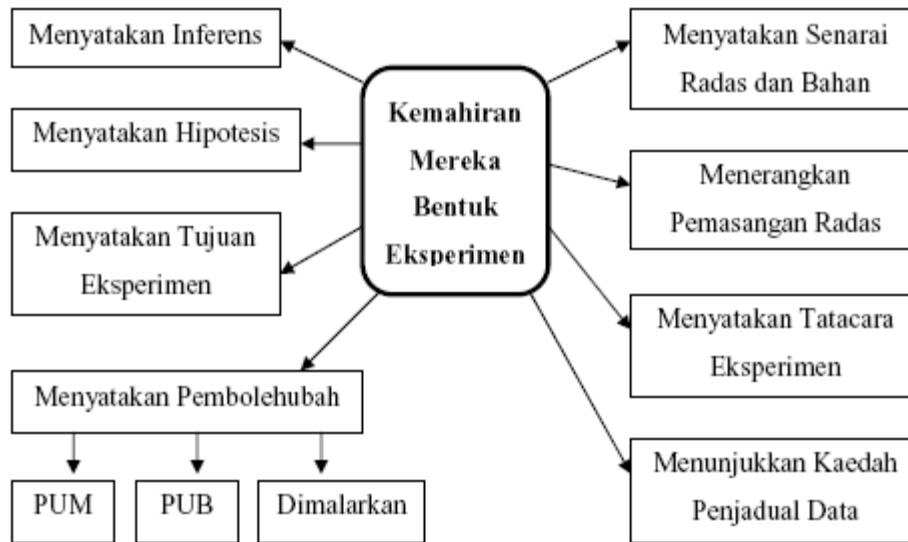 Menyatakan Inferens
Menyatakan Hipotesis
Menyatakan Tujuan
Eksperimen
Menyatakan Pembolehubah
PUM
PUB
Dimalarkan
Kemahiran
Mereka
Bentuk
Eksperimen
Menyatakan Senarai
Radas dan Bahan
Menerangkan
Pemasangan Radas
Menyatakan Tatacara
Eksperimen
Menunjukkan Kaedah
Penjadual Data